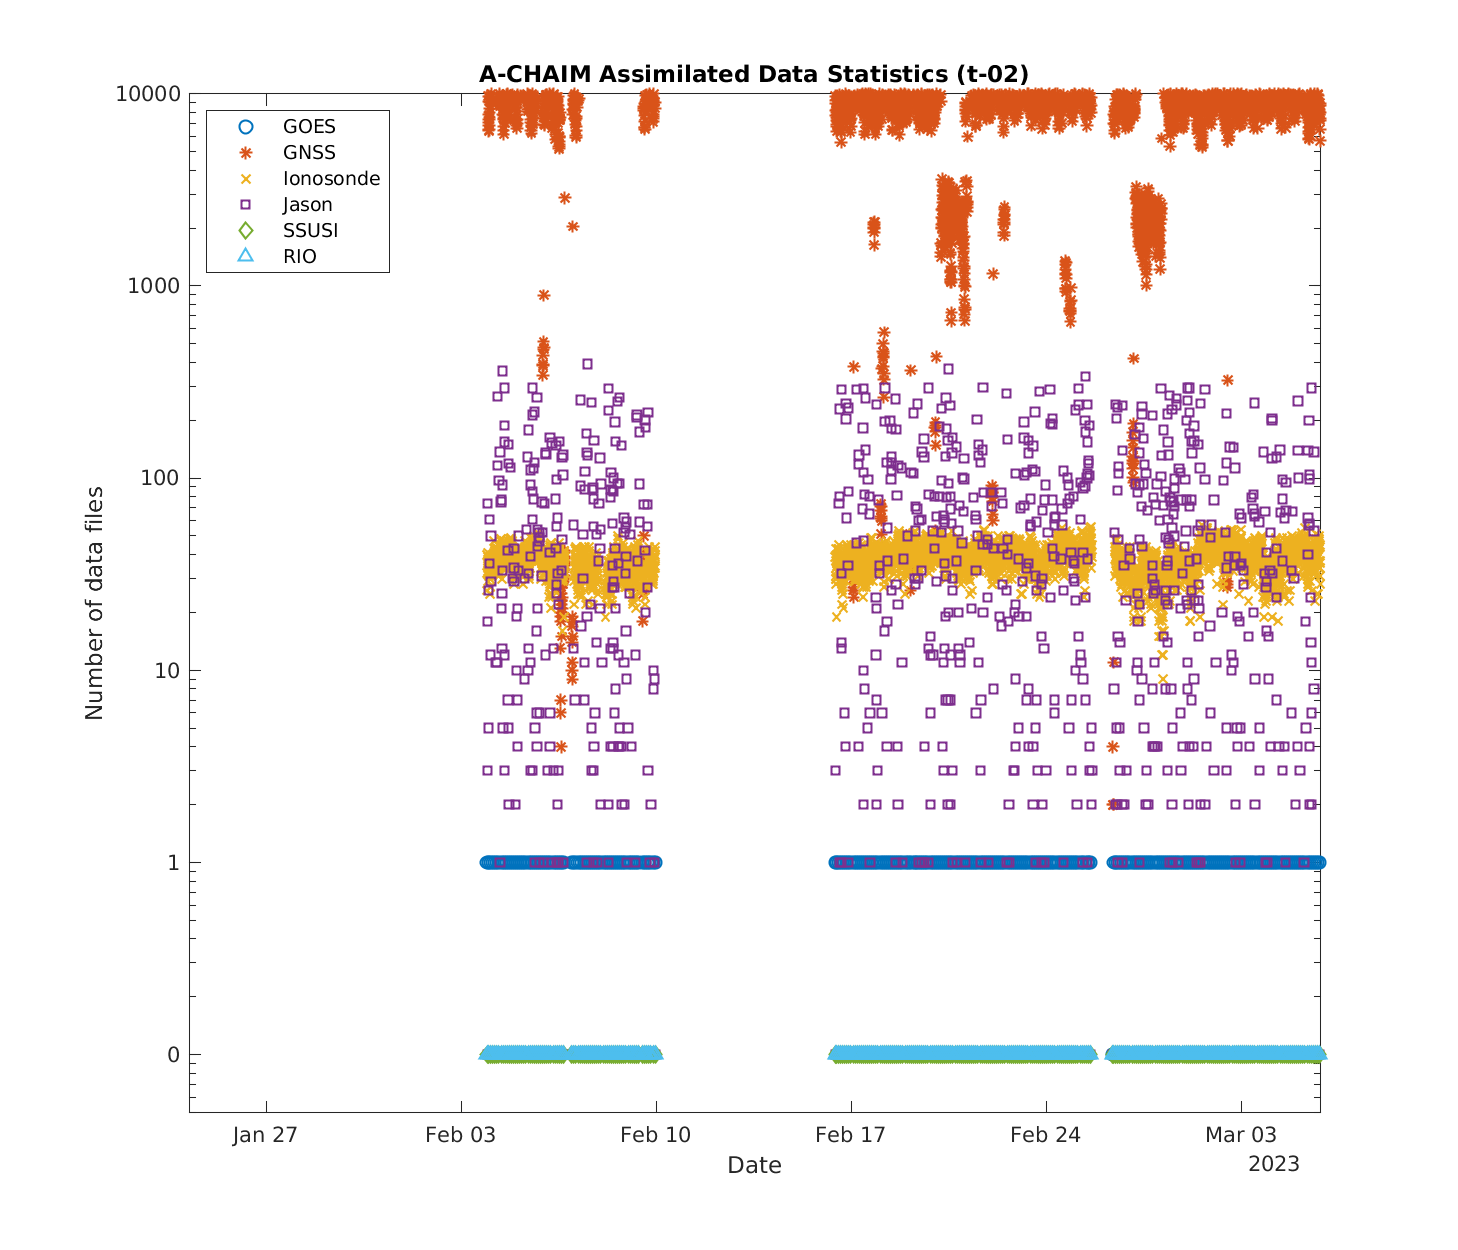 A-CHAIM Assimilated Data Statistics (t-02)
10000
1000
100
10
1
0
Number of data files
GOES
GNSS
Ionosonde
Jason
SSUSI
RIO
Jan 27
Feb 03
Feb 10
Feb 17
Feb 24
Mar 03
2023
Date